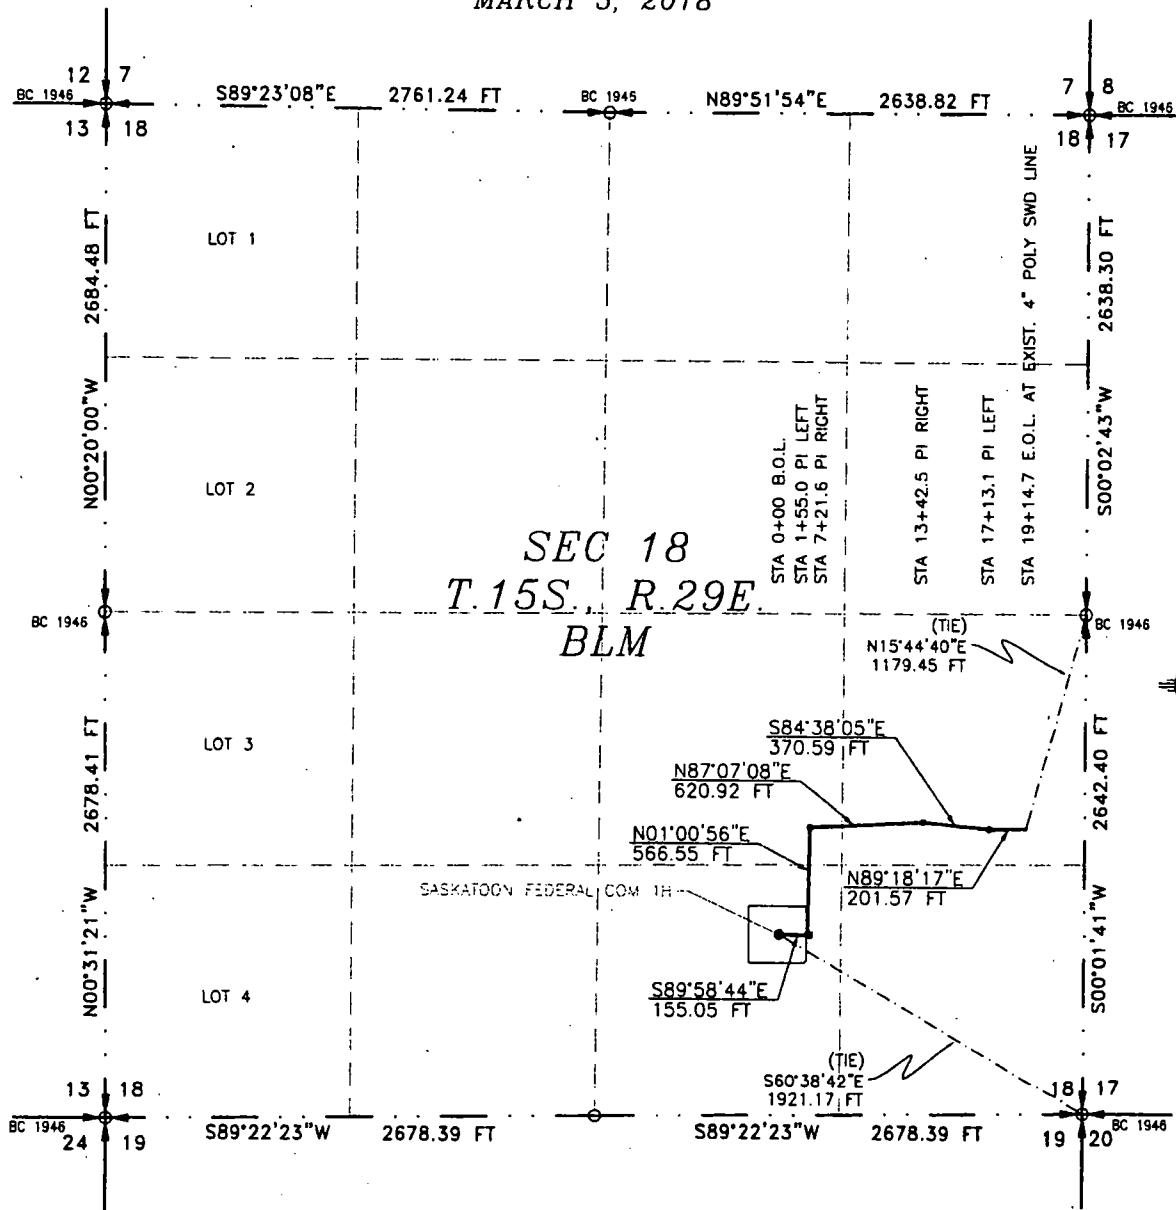 MARCH 5, 2018
12 7
BC 1946
13 18
S89°23'08"E 2761.24 FT
BC 1946
N89°51'54"E 2638.82 FT
7 8
BC 1946
18 17
N00°20'00"W 2684.48 FT
LOT 1
S00°02'43"W 2638.30 FT
LOT 2
STA 0+00 B.O.L.
STA 1+55.0 PI LEFT
STA 7+21.6 PI RIGHT
STA 13+42.5 PI RIGHT
STA 17+13.1 PI LEFT
STA 19+14.7 E.O.L. AT EXIST. 4" POLY SWD LINE
SEC 18
T.15S., R.29E.
BLM
BC 1946
BC 1946
(TIE)
N15°44'40"E
1179.45 FT
N00°31'21"W 2678.41 FT
LOT 3
S84°38'05"E
370.59 FT
N87°07'08"E
620.92 FT
N01°00'56"E
566.55 FT
N89°18'17"E
201.57 FT
S00°01'41"W 2642.40 FT
SASKATOON FEDERAL COM 1H
LOT 4
S89°58'44"E
155.05 FT
(TIE)
S60°38'42"E
1921.17 FT
13 18
BC 1946
24 19
S89°22'23"W 2678.39 FT
S89°22'23"W 2678.39 FT
18 17
19 20
BC 1946